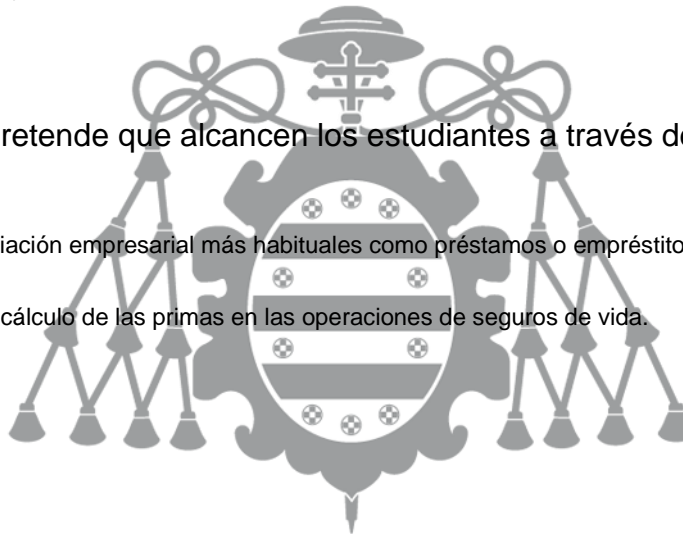 retende que alcancen los estudiantes a través de
iación empresarial más habituales como préstamos o empréstito
cálculo de las primas en las operaciones de seguros de vida.